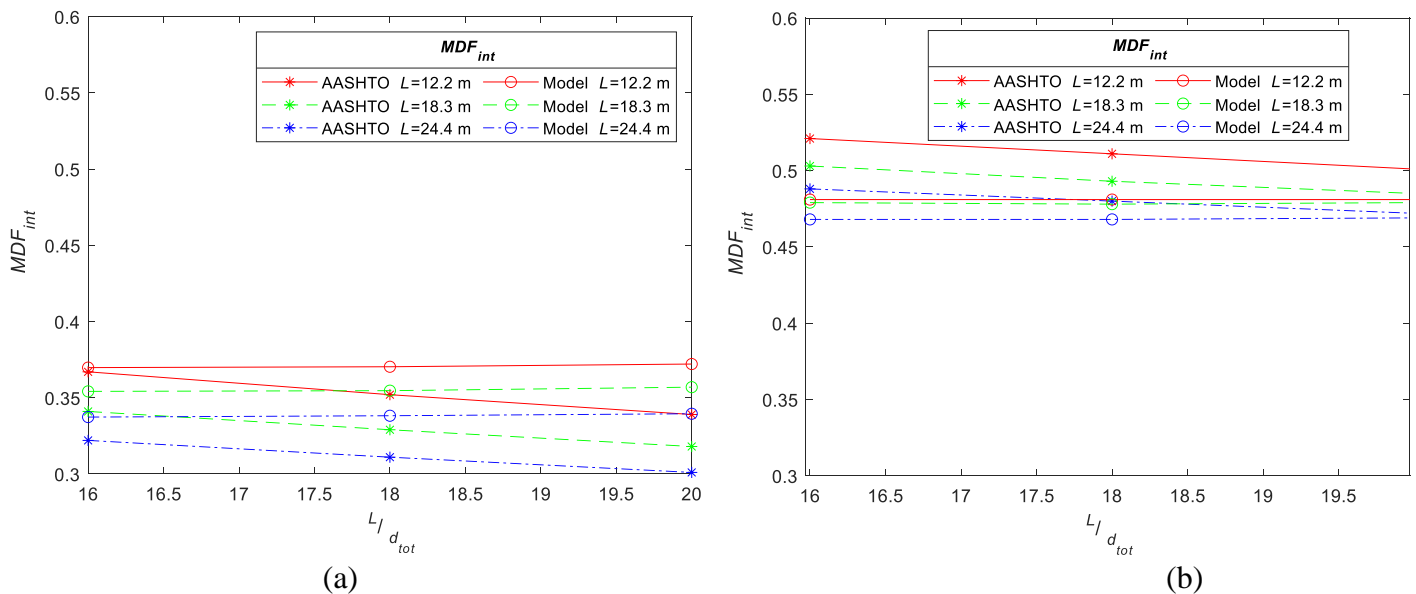 0.6
0.55
0.5
0.45
0.4
0.35
0.3
MDF_int
MDF_int
AASHTO L=12.2 m
Model L=12.2 m
AASHTO L=18.3 m
Model L=18.3 m
AASHTO L=24.4 m
Model L=24.4 m
16 16.5 17 17.5 18 18.5 19 19.5 20
L/d_tot
(a)
0.6
0.55
0.5
0.45
0.4
0.35
0.3
MDF_int
MDF_int
AASHTO L=12.2 m
Model L=12.2 m
AASHTO L=18.3 m
Model L=18.3 m
AASHTO L=24.4 m
Model L=24.4 m
16 16.5 17 17.5 18 18.5 19 19.5
L/d_tot
(b)